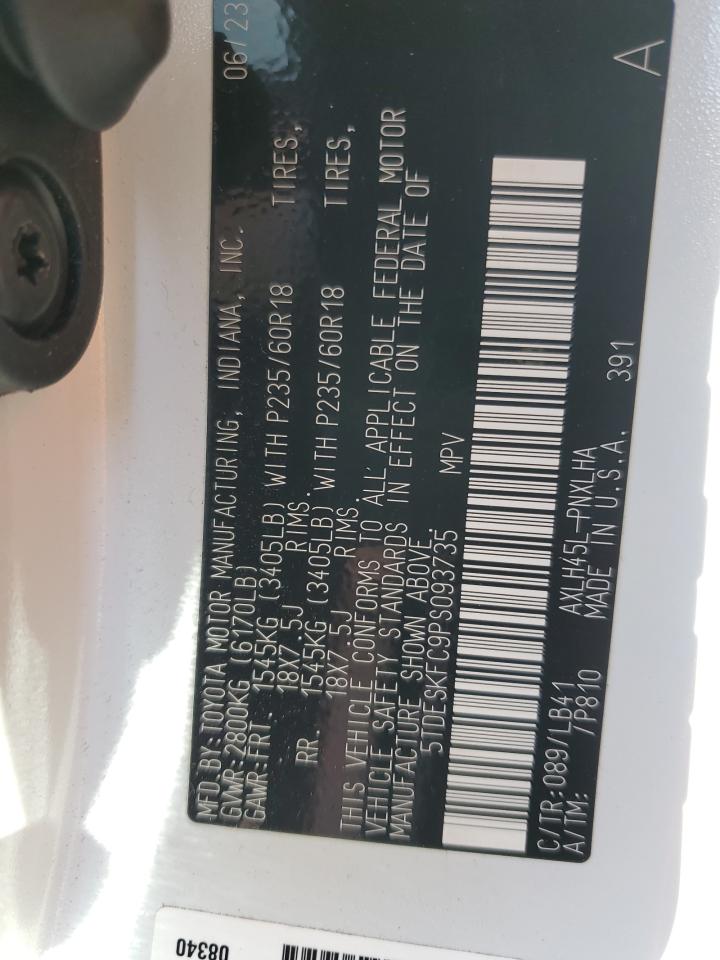 MFD.BY:TOYOTA MOTOR MANUFACTURING, INDIANA, INC. 06/23
GVWR:2800KG (6170LB)
GAWR:FRT. 1545KG (3405LB) WITH P235/60R18 TIRES,
18X7.5J RIMS.
RR. 1545KG (3405LB) WITH P235/60R18 TIRES,
18X7.5J RIMS.
THIS VEHICLE CONFORMS TO ALL APPLICABLE FEDERAL MOTOR
VEHICLE SAFETY STANDARDS IN EFFECT ON THE DATE OF
MANUFACTURE SHOWN ABOVE.
5TDESKFC9PS093735 MPV
C/TR:089/LB41 AXLH45L-PNXLHA
A/TM: /P810 MADE IN U.S.A. 391
A
08340